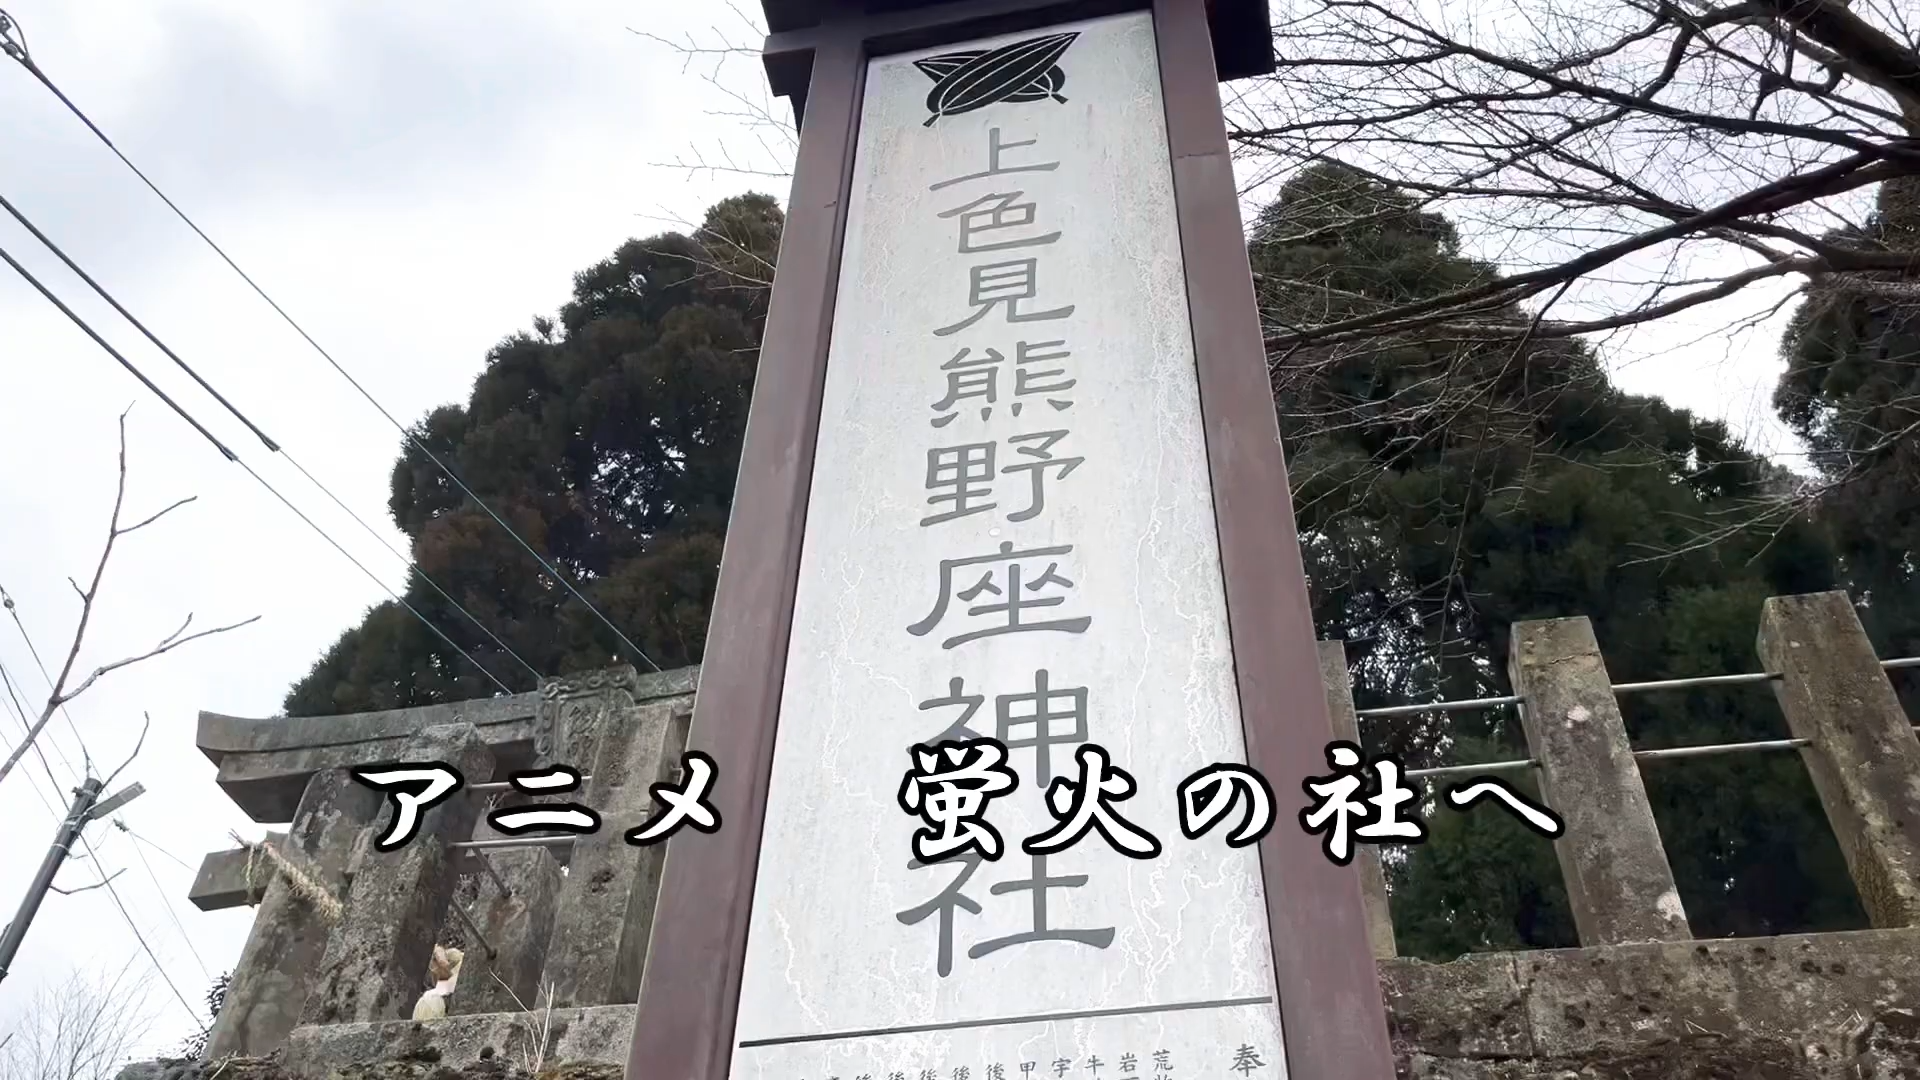 上色見熊野座神社
アニメ 蛍火の社へ
奉